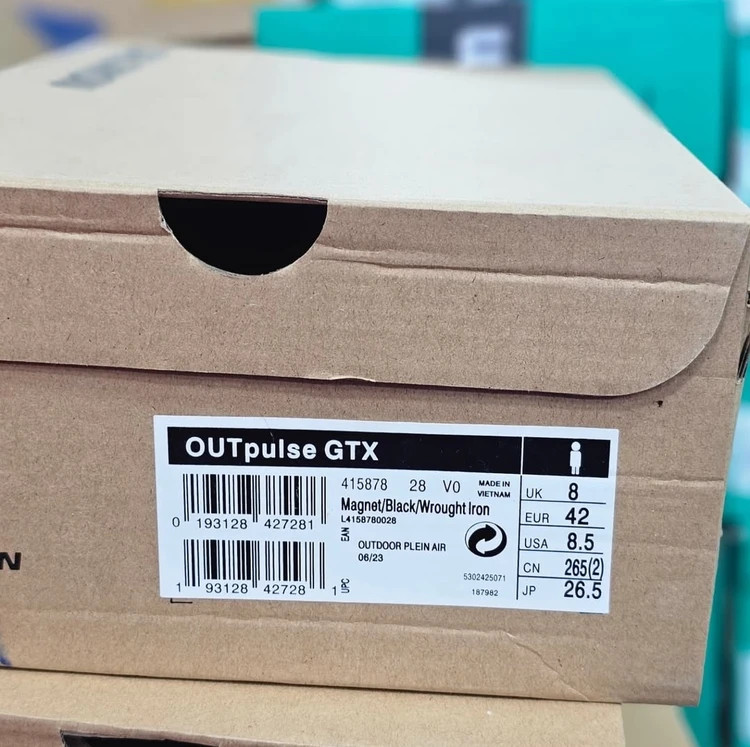 OUTpulse GTX
415878 28 V0
MADE IN
VIETNAM
Magnet/Black/Wrought Iron
L4158780028
0 193128 427281
EAN
OUTDOOR PLEIN AIR
06/23
5302425071
187982
1 93128 42728 1
UPC
UK 8
EUR 42
USA 8.5
CN 265(2)
JP 26.5
N